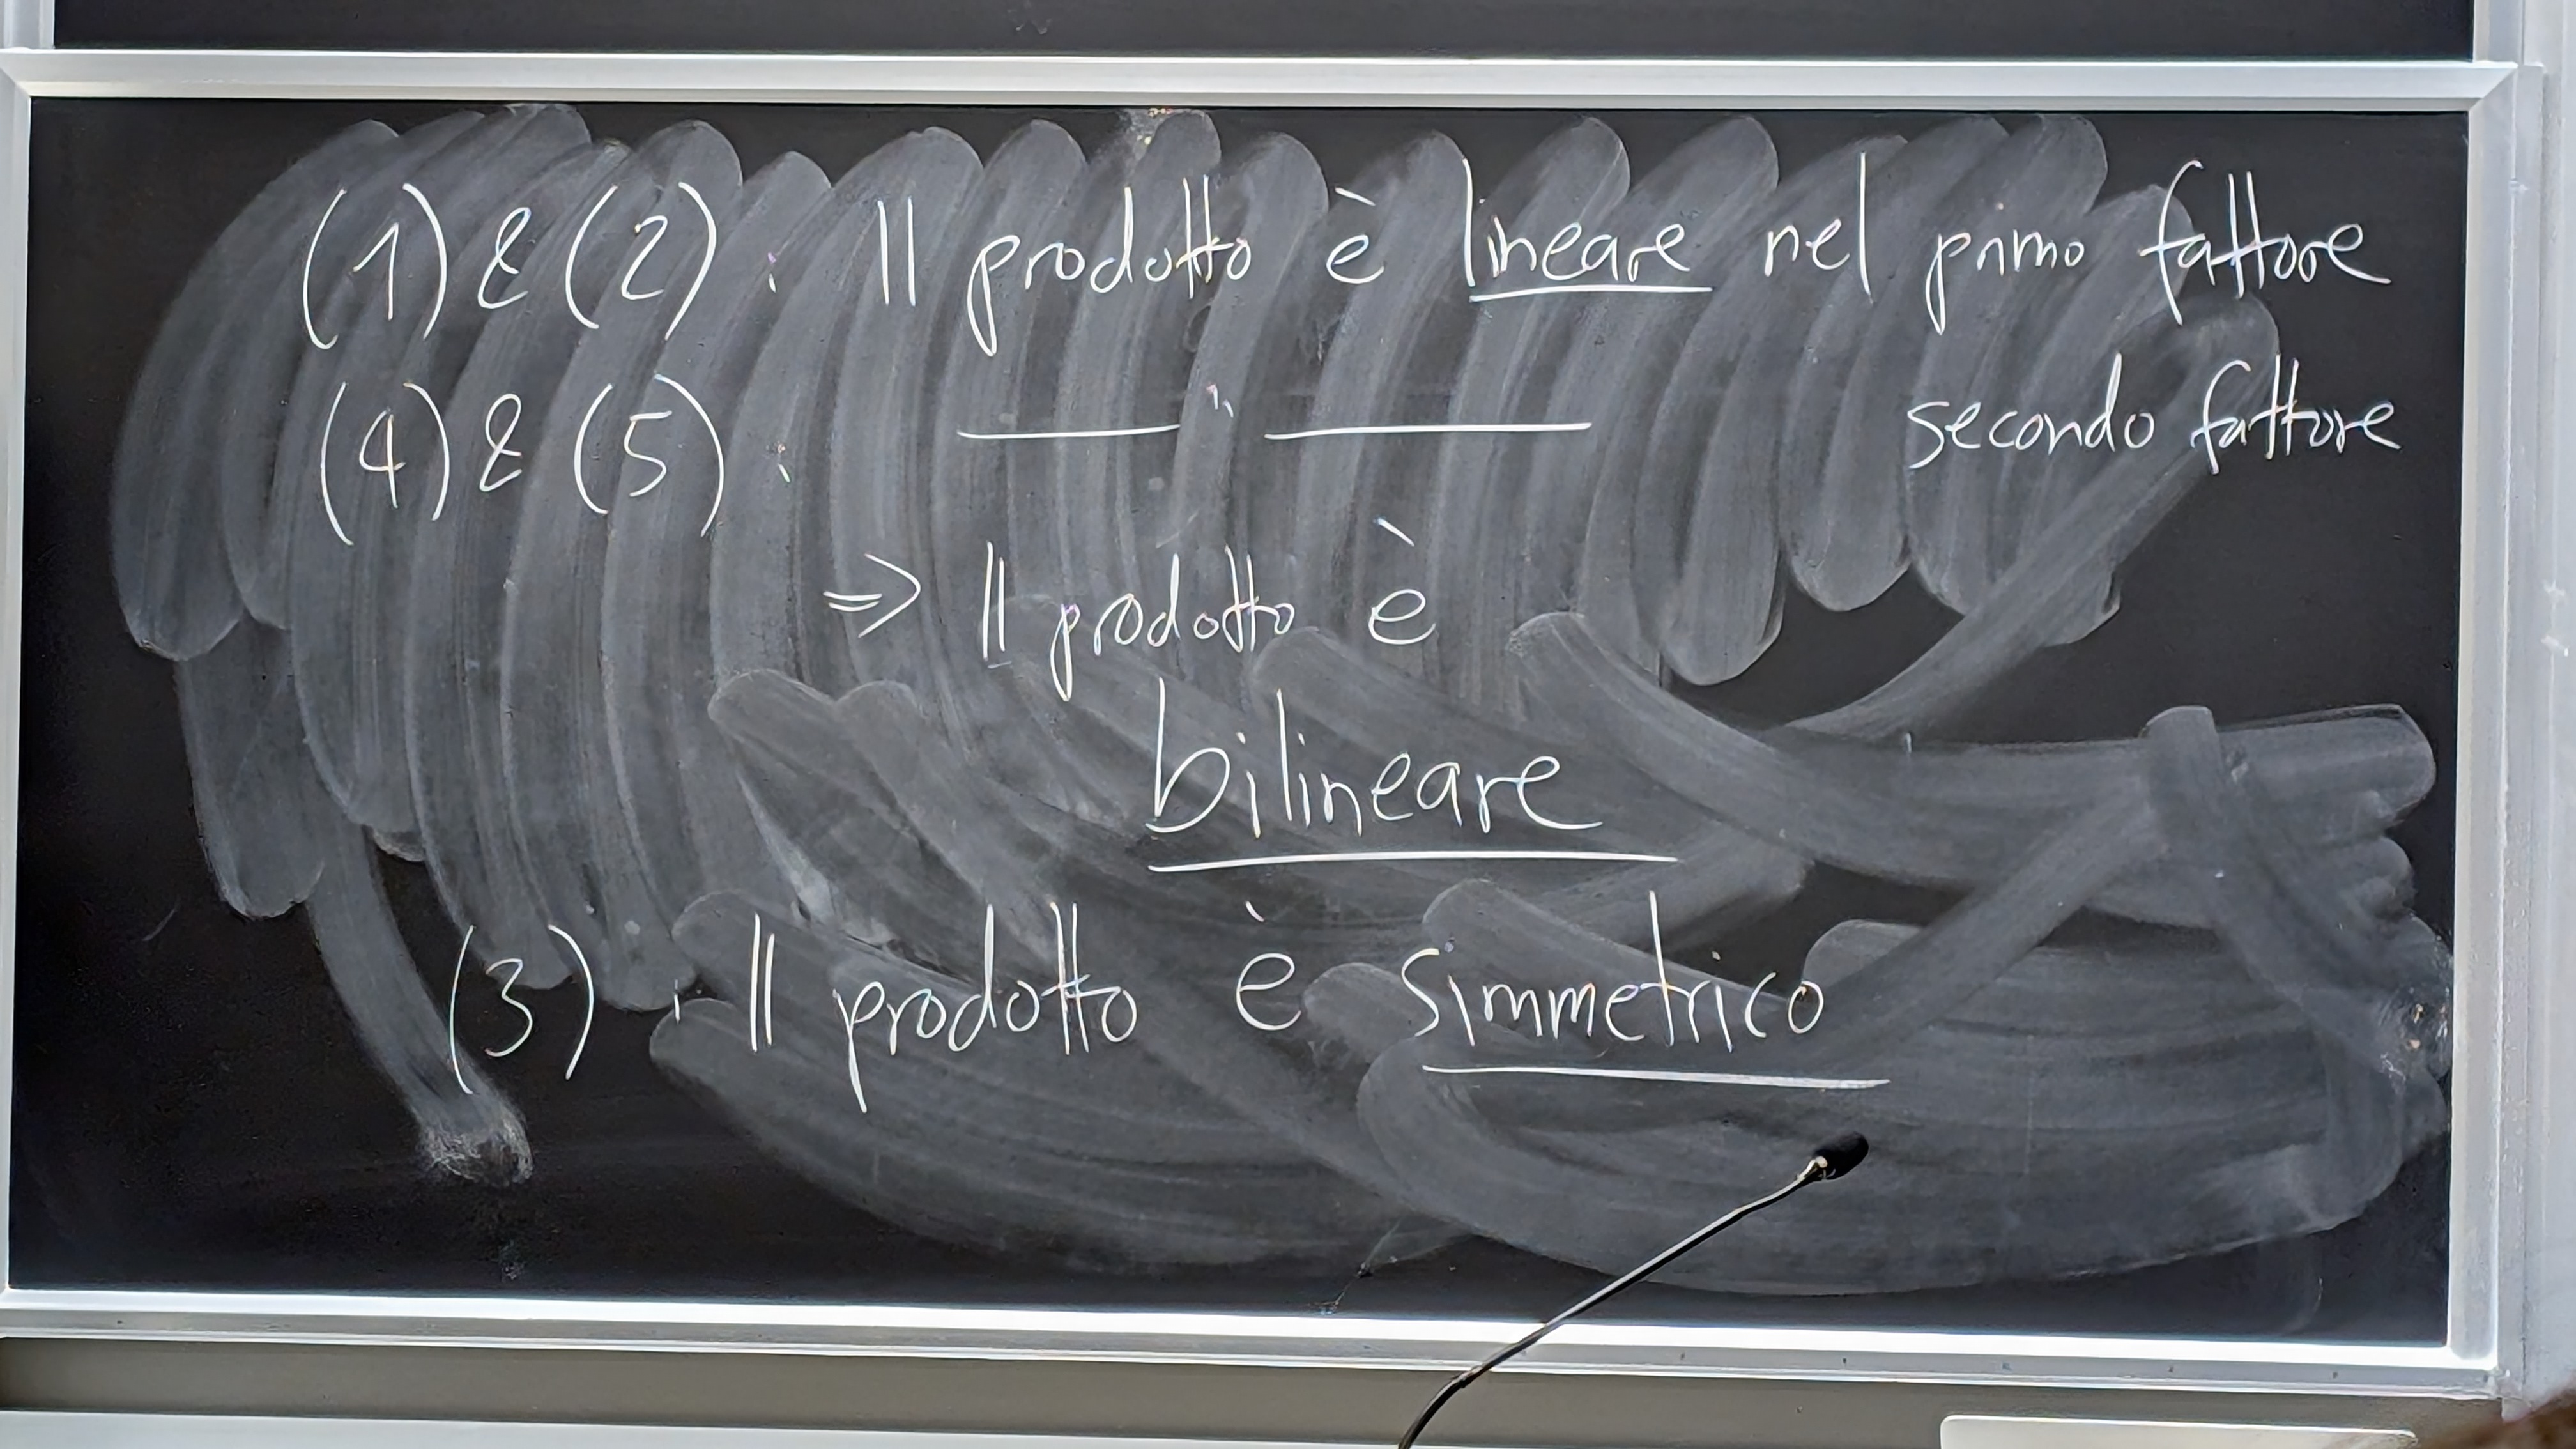 (1) & (2) : Il prodotto è lineare nel primo fattore
(4) & (5) : —— " —— secondo fattore
⇒ Il prodotto è
bilineare
(3) : Il prodotto è simmetrico